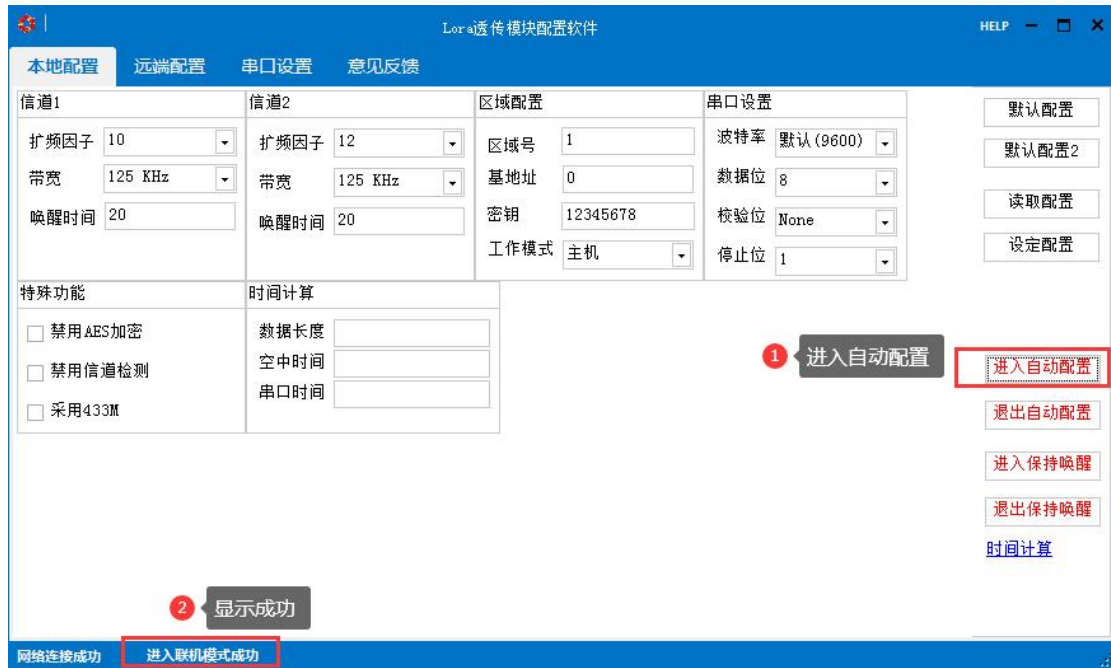 Lora透传模块配置软件
HELP
本地配置 远端配置 串口设置 意见反馈
信道1
扩频因子 10
带宽 125 KHz
唤醒时间 20
信道2
扩频因子 12
带宽 125 KHz
唤醒时间 20
区域配置
区域号 1
基地址 0
密钥 12345678
工作模式 主机
串口设置
波特率 默认(9600)
数据位 8
校验位 None
停止位 1
默认配置
默认配置2
读取配置
设定配置
特殊功能
禁用AES加密
禁用信道检测
采用433M
时间计算
数据长度
空中时间
串口时间
1 进入自动配置
进入自动配置
退出自动配置
进入保持唤醒
退出保持唤醒
时间计算
2 显示成功
网络连接成功 进入联机模式成功